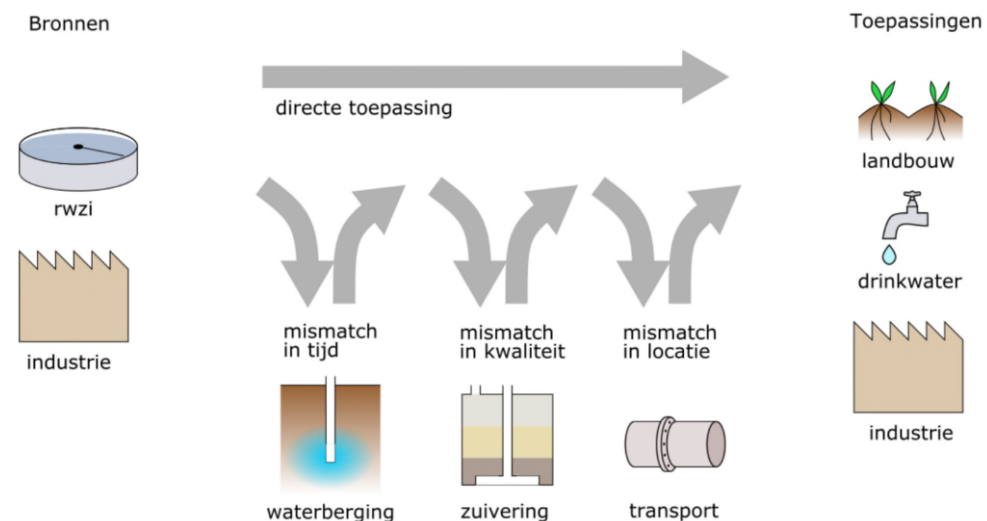 Bronnen
Toepassingen
directe toepassing
rwzi
industrie
mismatch
in tijd
mismatch
in kwaliteit
mismatch
in locatie
waterberging
zuivering
transport
landbouw
drinkwater
industrie